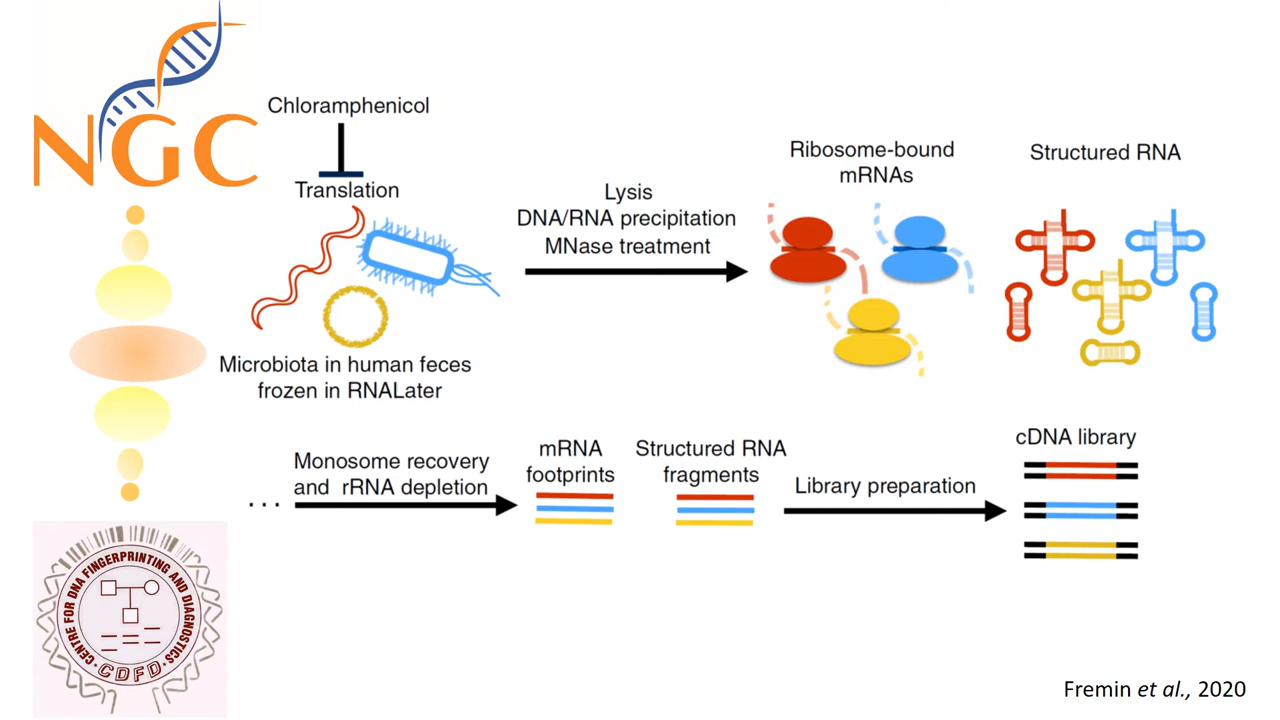 NGC
Chloramphenicol
Translation
Microbiota in human feces
frozen in RNALater
Lysis
DNA/RNA precipitation
MNase treatment
Ribosome-bound
mRNAs
Structured RNA
...
Monosome recovery
and rRNA depletion
mRNA
footprints
Structured RNA
fragments
Library preparation
cDNA library
CENTRE FOR DNA FINGERPRINTING AND DIAGNOSTICS
CDFD
Fremin et al., 2020